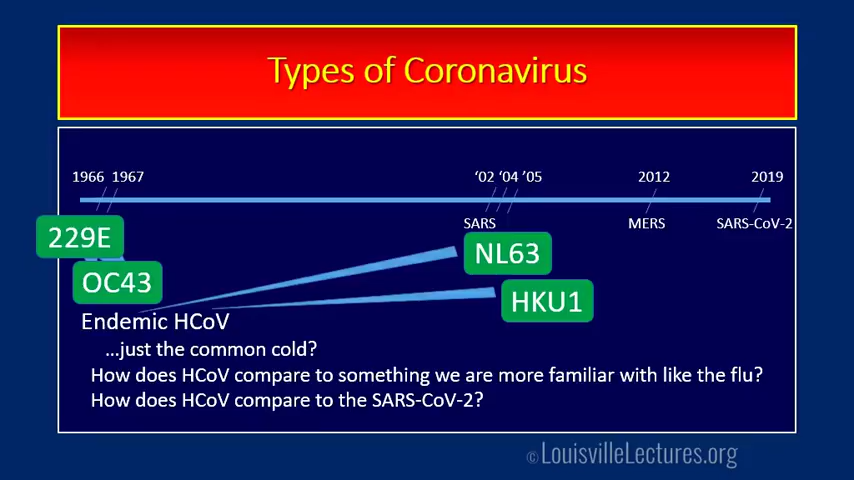 Types of Coronavirus
1966 1967 '02 '04 '05 2012 2019
SARS MERS SARS-CoV-2
229E
NL63
OC43
HKU1
Endemic HCoV
...just the common cold?
How does HCoV compare to something we are more familiar with like the flu?
How does HCoV compare to the SARS-CoV-2?
© LouisvilleLectures.org